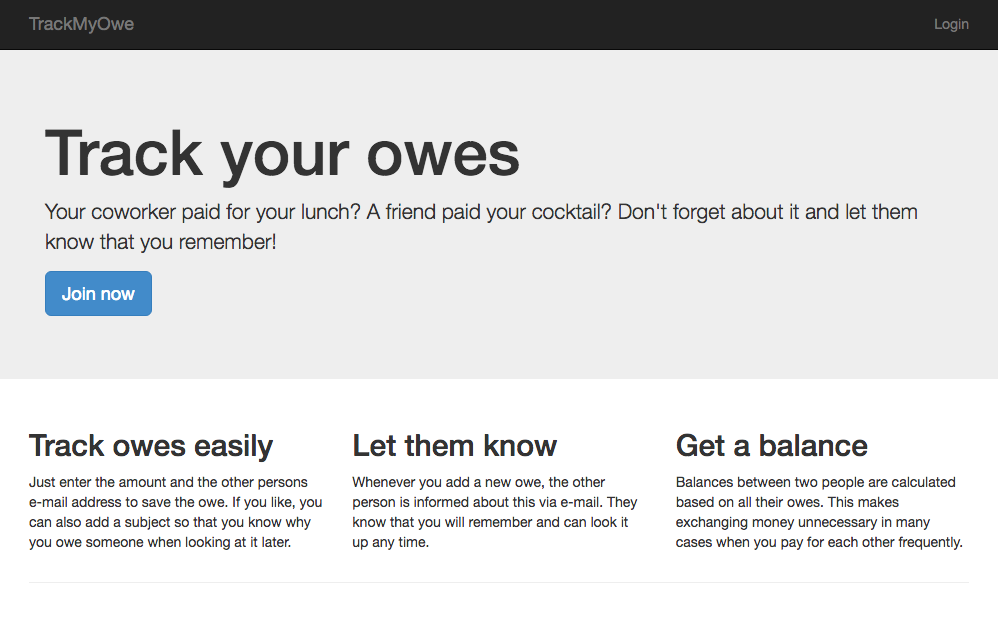 TrackMyOwe
Login
Track your owes
Your coworker paid for your lunch? A friend paid your cocktail? Don't forget about it and let them
know that you remember!
Join now
Track owes easily
Just enter the amount and the other persons
e-mail address to save the owe. If you like, you
can also add a subject so that you know why
you owe someone when looking at it later.
Let them know
Whenever you add a new owe, the other
person is informed about this via e-mail. They
know that you will remember and can look it
up any time.
Get a balance
Balances between two people are calculated
based on all their owes. This makes
exchanging money unnecessary in many
cases when you pay for each other frequently.